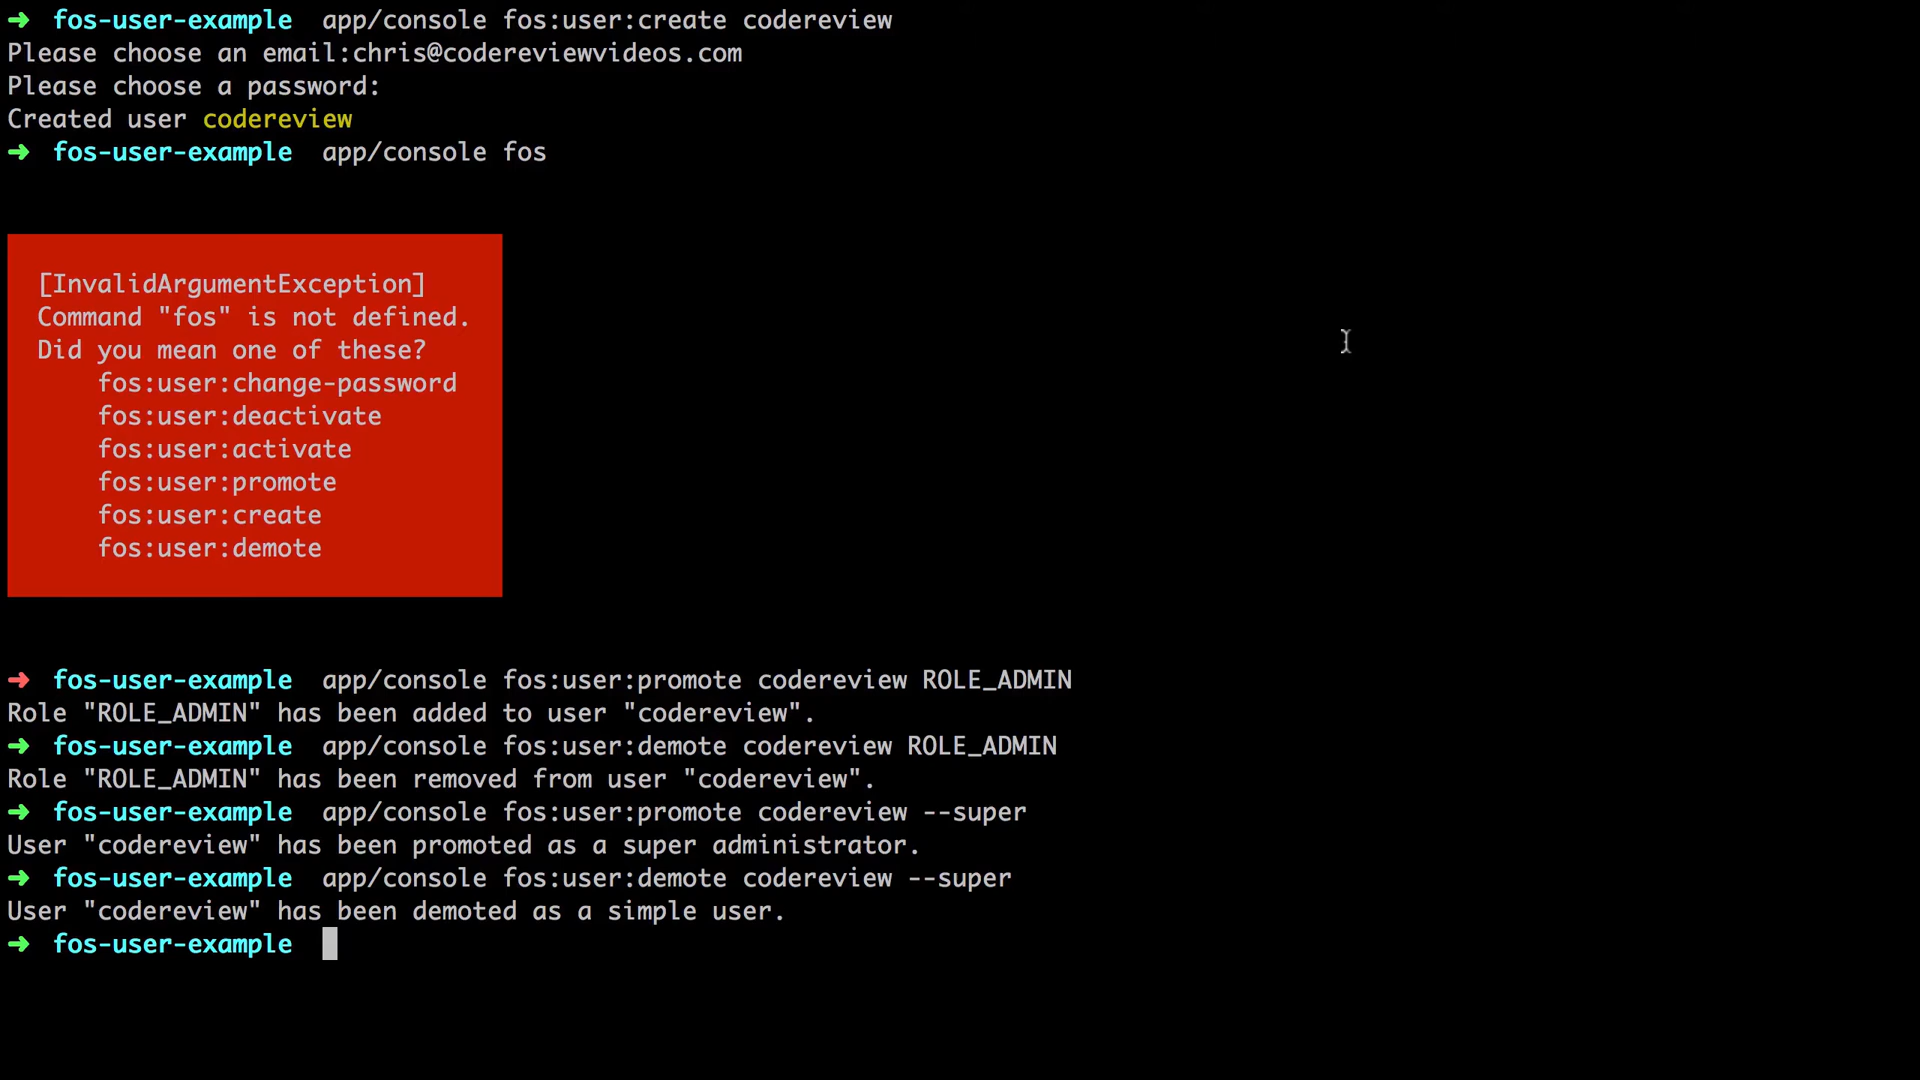 ➜ fos-user-example app/console fos:user:create codereview
Please choose an email:chris@codereviewvideos.com
Please choose a password:
Created user codereview
➜ fos-user-example app/console fos
[InvalidArgumentException]
Command "fos" is not defined.
Did you mean one of these?
fos:user:change-password
fos:user:deactivate
fos:user:activate
fos:user:promote
fos:user:create
fos:user:demote
➜ fos-user-example app/console fos:user:promote codereview ROLE_ADMIN
Role "ROLE_ADMIN" has been added to user "codereview".
➜ fos-user-example app/console fos:user:demote codereview ROLE_ADMIN
Role "ROLE_ADMIN" has been removed from user "codereview".
➜ fos-user-example app/console fos:user:promote codereview --super
User "codereview" has been promoted as a super administrator.
➜ fos-user-example app/console fos:user:demote codereview --super
User "codereview" has been demoted as a simple user.
➜ fos-user-example